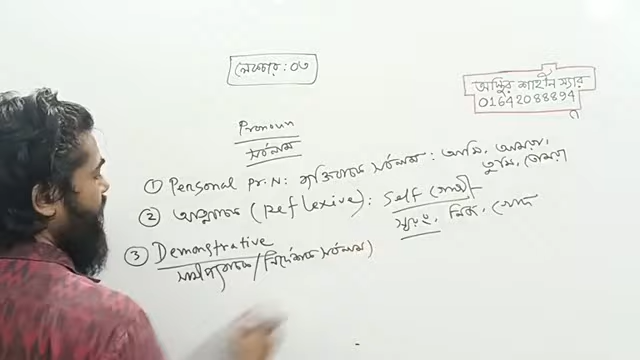 লেকচার: ০৩
অস্থির শাহীন স্যার
01642088894
Pronoun
সর্বনাম
① Personal Pr.N: ব্যক্তিবাচক সর্বনাম: আমি, আমরা,
তুমি, তোমরা
② আত্মবাচক (Reflexive): Self শ্রেণী
স্বয়ং, নিজ, খোদ
③ Demonstrative
সামীপ্যবাচক/নির্দেশক সর্বনাম)